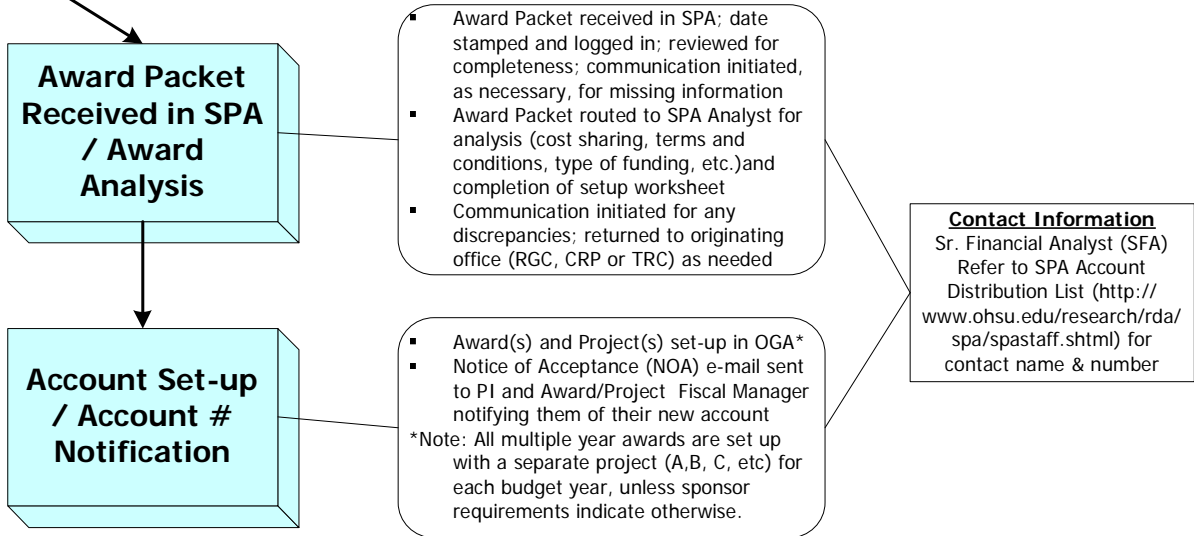 Award Packet
Received in SPA
/ Award
Analysis
▪ Award Packet received in SPA; date
stamped and logged in; reviewed for
completeness; communication initiated,
as necessary, for missing information
▪ Award Packet routed to SPA Analyst for
analysis (cost sharing, terms and
conditions, type of funding, etc.)and
completion of setup worksheet
▪ Communication initiated for any
discrepancies; returned to originating
office (RGC, CRP or TRC) as needed
Contact Information
Sr. Financial Analyst (SFA)
Refer to SPA Account
Distribution List (http://
www.ohsu.edu/research/rda/
spa/spastaff.shtml) for
contact name & number
Account Set-up
/ Account #
Notification
▪ Award(s) and Project(s) set-up in OGA*
▪ Notice of Acceptance (NOA) e-mail sent
to PI and Award/Project Fiscal Manager
notifying them of their new account
*Note: All multiple year awards are set up
with a separate project (A,B, C, etc) for
each budget year, unless sponsor
requirements indicate otherwise.